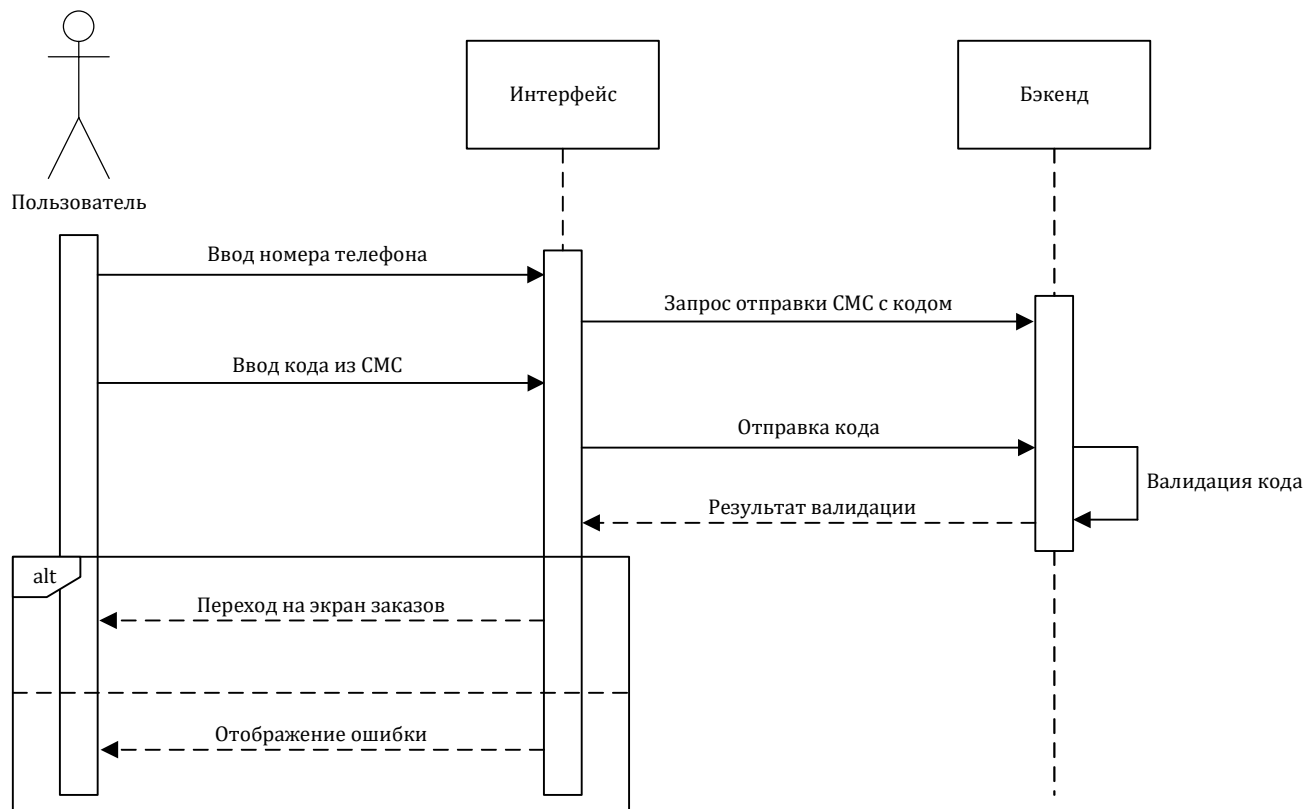 Интерфейс
Бэкенд
Пользователь
Ввод номера телефона
Запрос отправки СМС с кодом
Ввод кода из СМС
Отправка кода
Валидация кода
Результат валидации
alt
Переход на экран заказов
Отображение ошибки